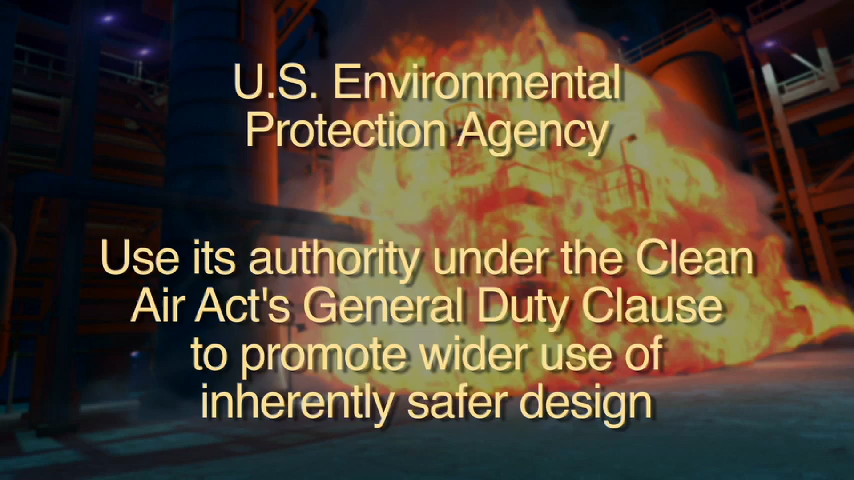 U.S. Environmental
Protection Agency
Use its authority under the Clean
Air Act's General Duty Clause
to promote wider use of
inherently safer design